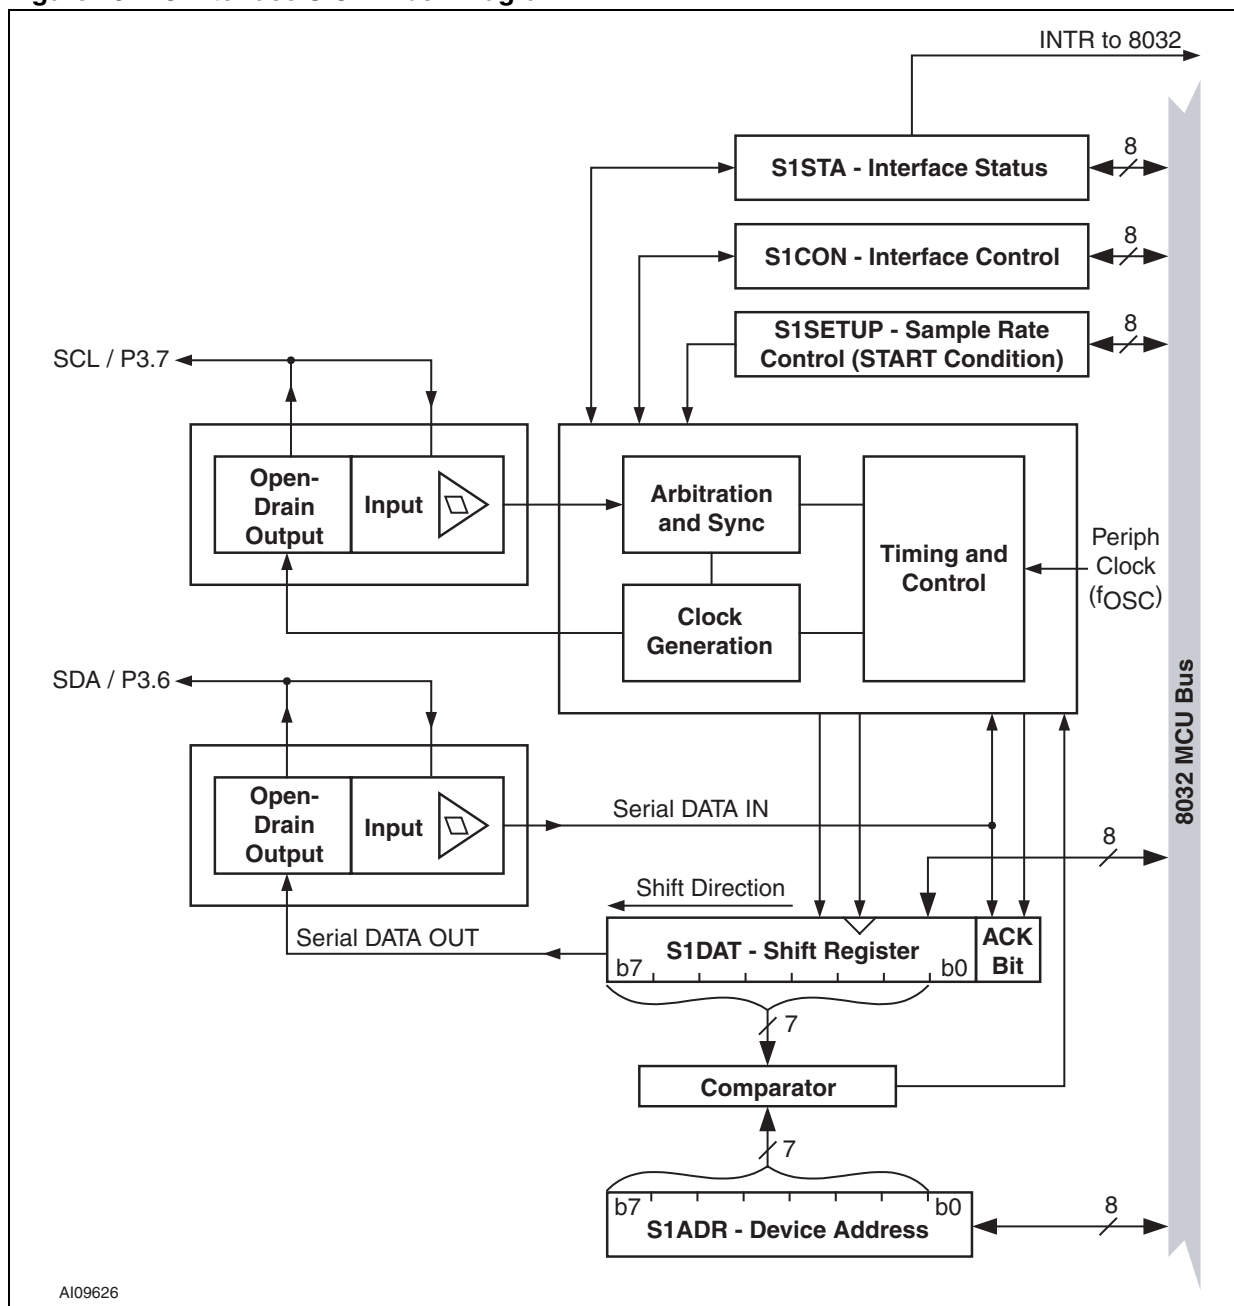 INTR to 8032
8
S1STA - Interface Status
8
S1CON - Interface Control
8
S1SETUP - Sample Rate
Control (START Condition)
SCL / P3.7
Open-
Drain
Output
Input
Arbitration
and Sync
Timing and
Control
Periph
Clock
(fOSC)
Clock
Generation
SDA / P3.6
8032 MCU Bus
Open-
Drain
Output
Input
Serial DATA IN
8
Shift Direction
Serial DATA OUT
S1DAT - Shift Register
b7
b0
ACK
Bit
7
Comparator
7
b7
b0
S1ADR - Device Address
8
AI09626